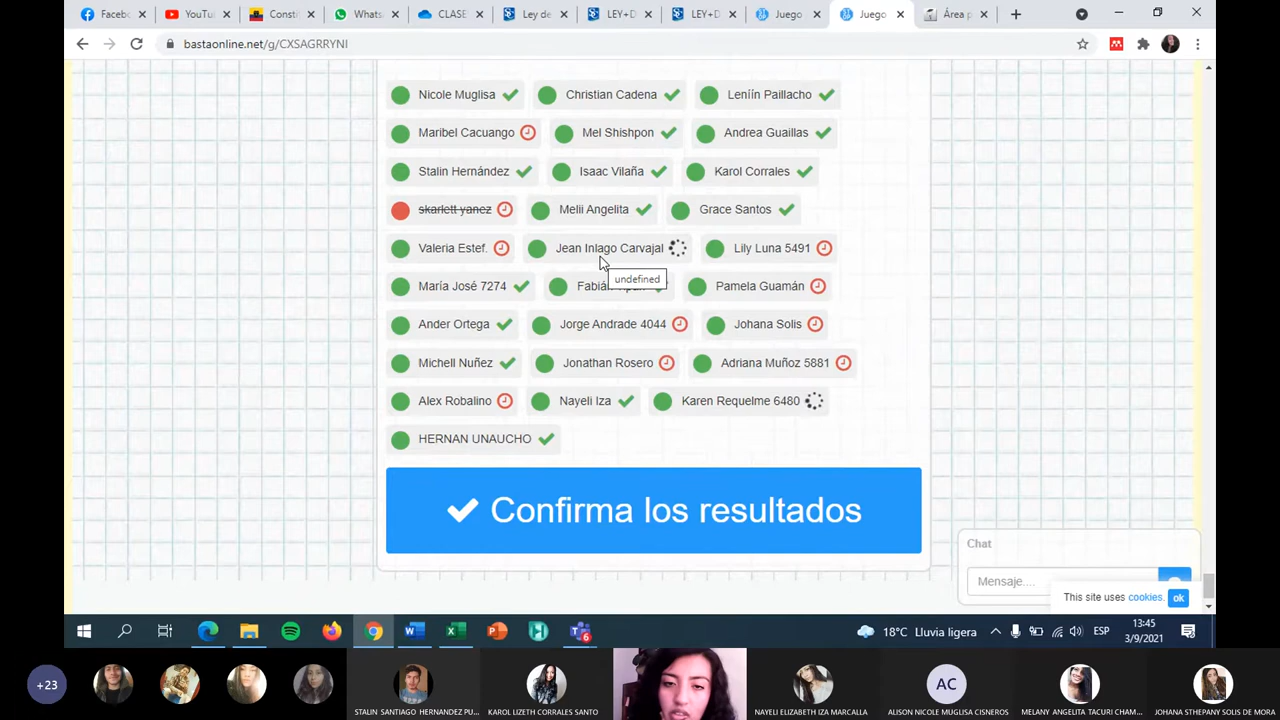 Facebo
YouTu
Constit
Whats
CLASE
Ley de
LEY+D
LEY+D
Juego
Juego
Área p
bastaonline.net/g/CXSAGRRYNI
Nicole Muglisa Christian Cadena Leníín Paillacho
Maribel Cacuango Mel Shishpon Andrea Guaillas
Stalin Hernández Isaac Vilaña Karol Corrales
skarlett yanez Melii Angelita Grace Santos
Valeria Estef. Jean Inlago Carvajal Lily Luna 5491
undefined
María José 7274 Pamela Guamán
Ander Ortega Jorge Andrade 4044 Johana Solis
Michell Nuñez Jonathan Rosero Adriana Muñoz 5881
Alex Robalino Nayeli Iza Karen Requelme 6480
HERNAN UNAUCHO
Confirma los resultados
Chat
Mensaje....
This site uses cookies. ok
18°C Lluvia ligera ESP 13:45
3/9/2021
6
+23
AC
STALIN SANTIAGO HERNANDEZ PU...
KAROL LIZETH CORRALES SANTO
NAYELI ELIZABETH IZA MARCALLA
ALISON NICOLE MUGLISA CISNEROS
MELANY ANGELITA TACURI CHAM...
JOHANA STHEPANY SOLIS DE MORA